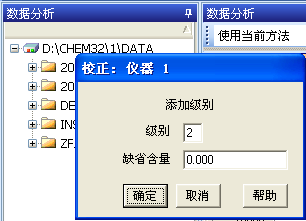 数据分析
数据分析
D:\CHEM32\1\DATA
使用当前方法
20
20
DE
INS
ZF.
校正: 仪器 1
添加级别
级别 2
缺省含量 0.000
确定 取消 帮助